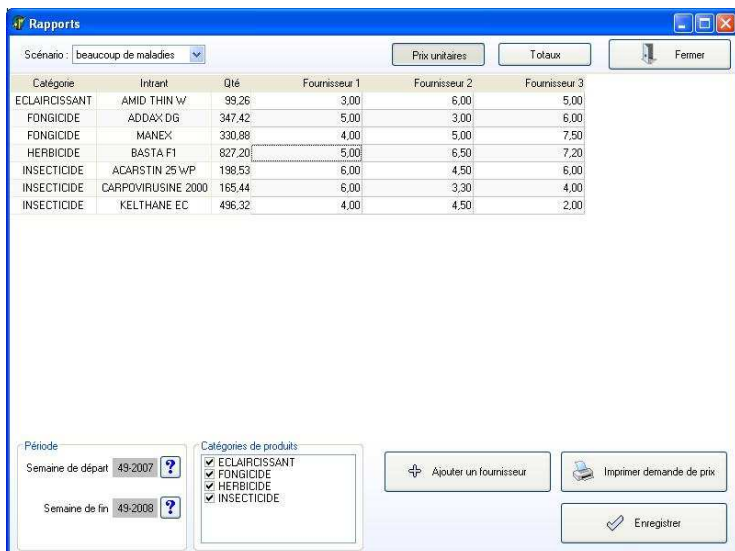 Rapports
Scénario : beaucoup de maladies Prix unitaires Totaux Fermer
Catégorie Intrant Qté Fournisseur 1 Fournisseur 2 Fournisseur 3
ECLAIRCISSANT AMID THIN W 99,26 3,00 6,00 5,00
FONGICIDE ADDAX DG 347,42 5,00 3,00 6,00
FONGICIDE MANEX 330,88 4,00 5,00 7,50
HERBICIDE BASTA F1 827,20 5,00 6,50 7,20
INSECTICIDE ACARSTIN 25 WP 198,53 6,00 4,50 6,00
INSECTICIDE CARPOVIRUSINE 2000 165,44 6,00 3,30 4,00
INSECTICIDE KELTHANE EC 496,32 4,00 4,50 2,00
Période
Semaine de départ 49-2007 ?
Semaine de fin 49-2008 ?
Catégories de produits
ECLAIRCISSANT
FONGICIDE
HERBICIDE
INSECTICIDE
Ajouter un fournisseur
Imprimer demande de prix
Enregistrer